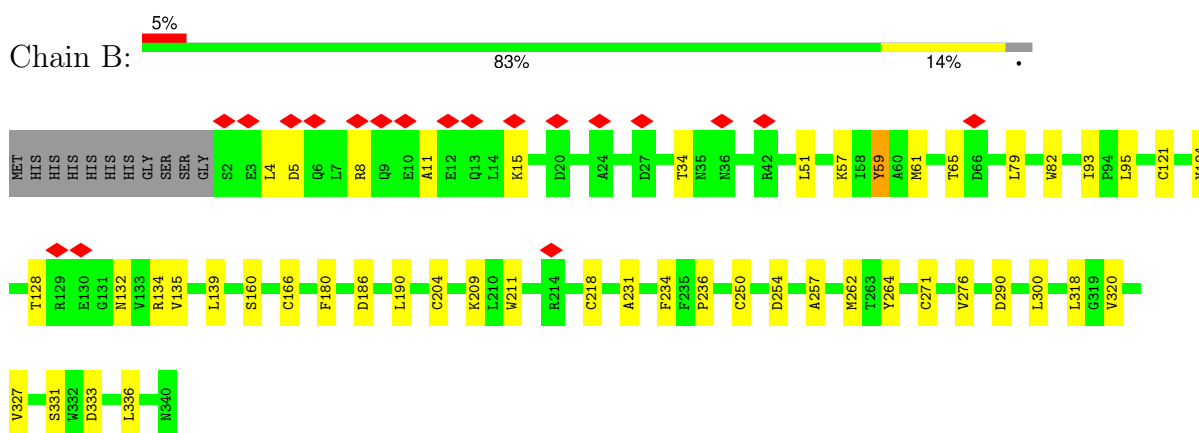 5%
Chain B:
83% 14% •
MET HIS HIS HIS HIS HIS HIS GLY SER SER GLY S2 E3 L4 D5 Q6 L7 R8 Q9 E10 A11 E12 Q13 L14 K15 D20 A24 D27 T34 N35 N36 R42 L51 K57 I58 Y59 A60 M61 T65 D66 L79 W82 I93 P94 L95 C121
T128 R129 E130 G131 N132 V133 R134 V135 L139 S160 C166 F180 D186 L190 C204 K209 L210 W211 R214 C218 A231 F234 F235 P236 C250 D254 A257 M262 T263 Y264 C271 V276 D290 L300 L318 G319 V320
V327 S331 W332 D333 L336 N340